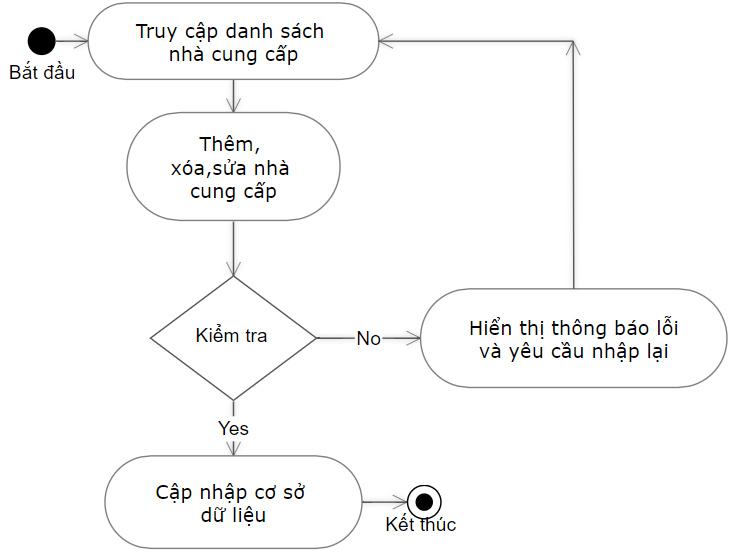 Truy cập danh sách
nhà cung cấp
Bắt đầu
Thêm,
xóa,sửa nhà
cung cấp
Kiểm tra
No
Hiển thị thông báo lỗi
và yêu cầu nhập lại
Yes
Cập nhập cơ sở
dữ liệu
Kết thúc